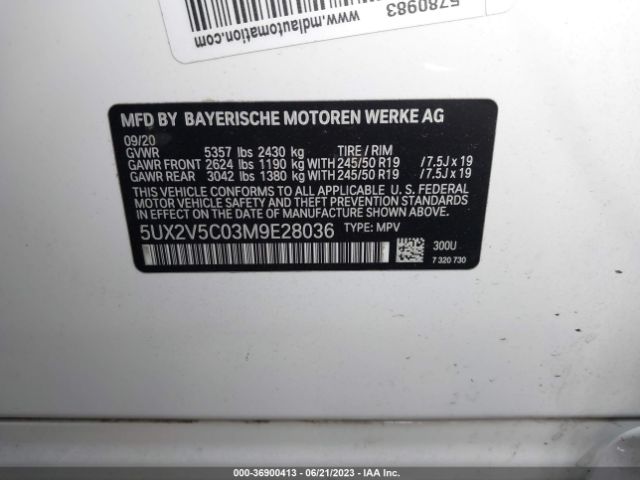 5780983
www.mdlautomation.com
MFD BY BAYERISCHE MOTOREN WERKE AG
09/20
GVWR 5357 lbs 2430 kg TIRE / RIM
GAWR FRONT 2624 lbs 1190 kg WITH 245/50 R19 / 7.5J x 19
GAWR REAR 3042 lbs 1380 kg WITH 245/50 R19 / 7.5J x 19
THIS VEHICLE CONFORMS TO ALL APPLICABLE U. S. FEDERAL
MOTOR VEHICLE SAFETY AND THEFT PREVENTION STANDARDS
IN EFFECT ON THE DATE OF MANUFACTURE SHOWN ABOVE.
5UX2V5C03M9E28036 TYPE: MPV
300U
7 320 730
000-36900413 - 06/21/2023 - IAAI COPYRIGHT